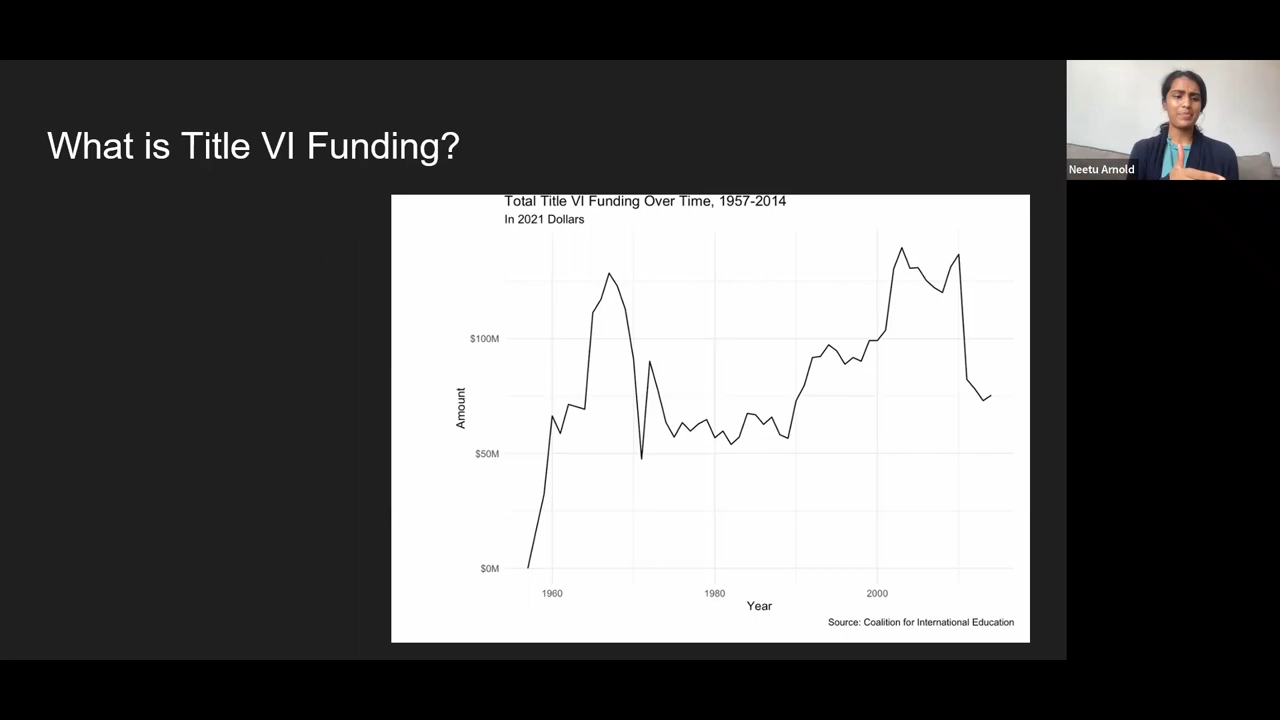 What is Title VI Funding?
Neetu Arnold
Total Title VI Funding Over Time, 1957-2014
In 2021 Dollars
$100M
$50M
$0M
Amount
1960
1980
2000
Year
Source: Coalition for International Education